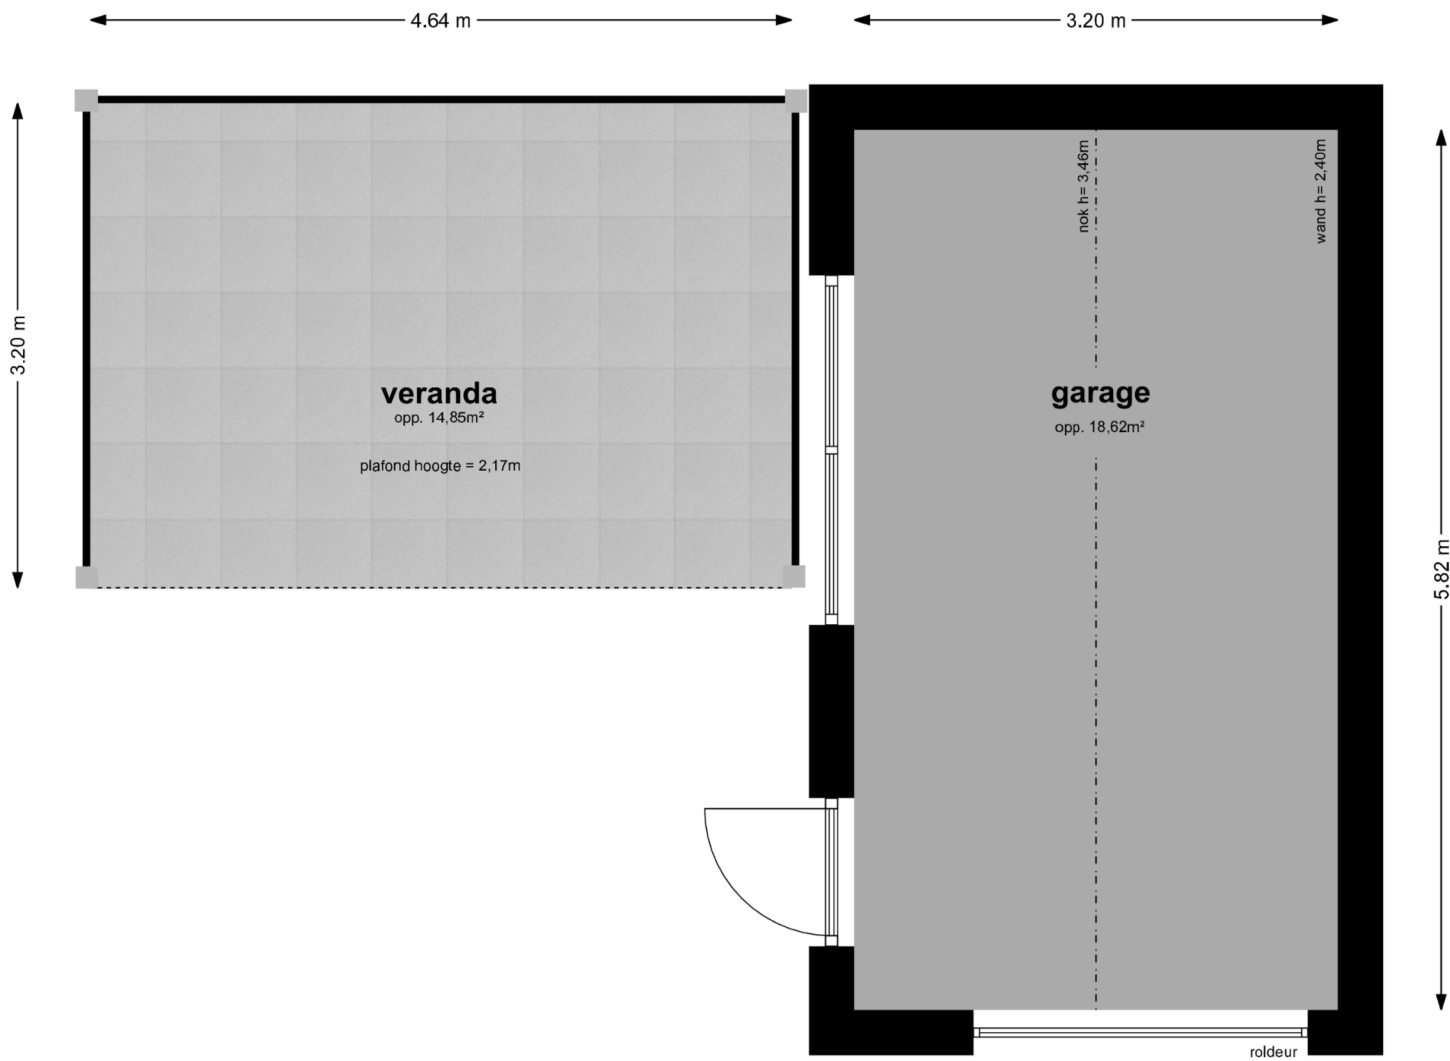 4.64 m
3.20 m
3.20 m
nok h= 3,46m
wand h= 2,40m
veranda
opp. 14,85m²
plafond hoogte = 2,17m
garage
opp. 18,62m²
5.82 m
roldeur